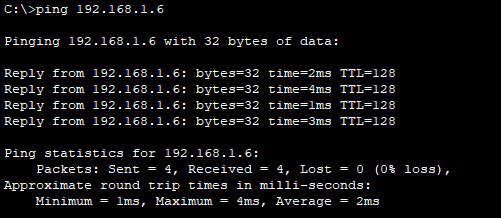 C:\>ping 192.168.1.6
Pinging 192.168.1.6 with 32 bytes of data:
Reply from 192.168.1.6: bytes=32 time=2ms TTL=128
Reply from 192.168.1.6: bytes=32 time=4ms TTL=128
Reply from 192.168.1.6: bytes=32 time=1ms TTL=128
Reply from 192.168.1.6: bytes=32 time=3ms TTL=128
Ping statistics for 192.168.1.6:
Packets: Sent = 4, Received = 4, Lost = 0 (0% loss),
Approximate round trip times in milli-seconds:
Minimum = 1ms, Maximum = 4ms, Average = 2ms